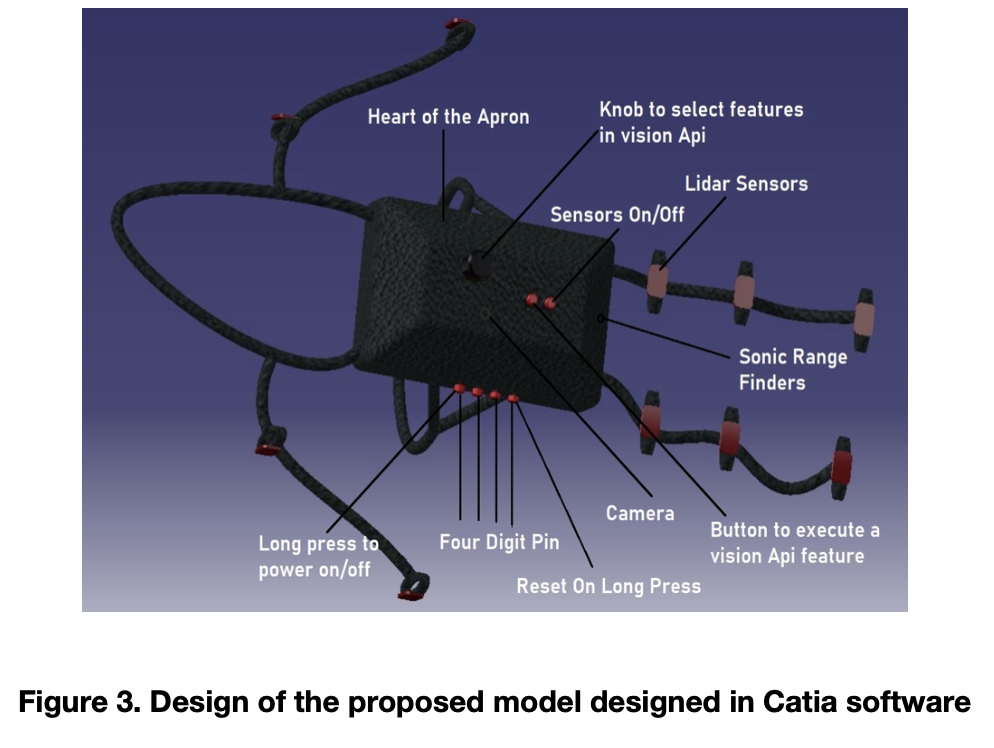 Heart of the Apron
Knob to select features
in vision Api
Lidar Sensors
Sensors On/Off
Sonic Range
Finders
Camera
Button to execute a
vision Api feature
Long press to
power on/off
Four Digit Pin
Reset On Long Press
Figure 3. Design of the proposed model designed in Catia software